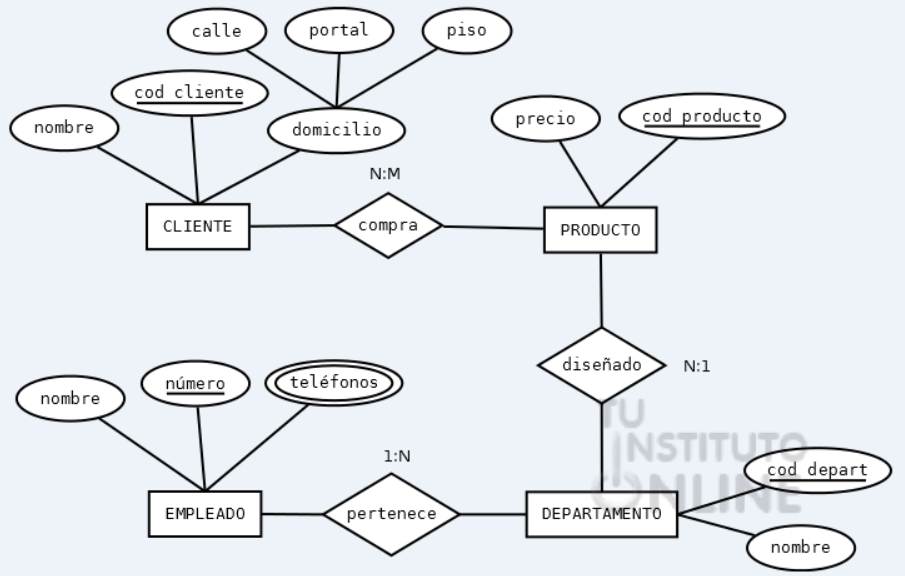 calle
portal
piso
cod cliente
nombre
domicilio
precio
cod producto
N:M
CLIENTE
compra
PRODUCTO
diseñado
N:1
nombre
número
teléfonos
TU
INSTITUTO
ONLINE
1:N
cod depart
EMPLEADO
pertenece
DEPARTAMENTO
nombre